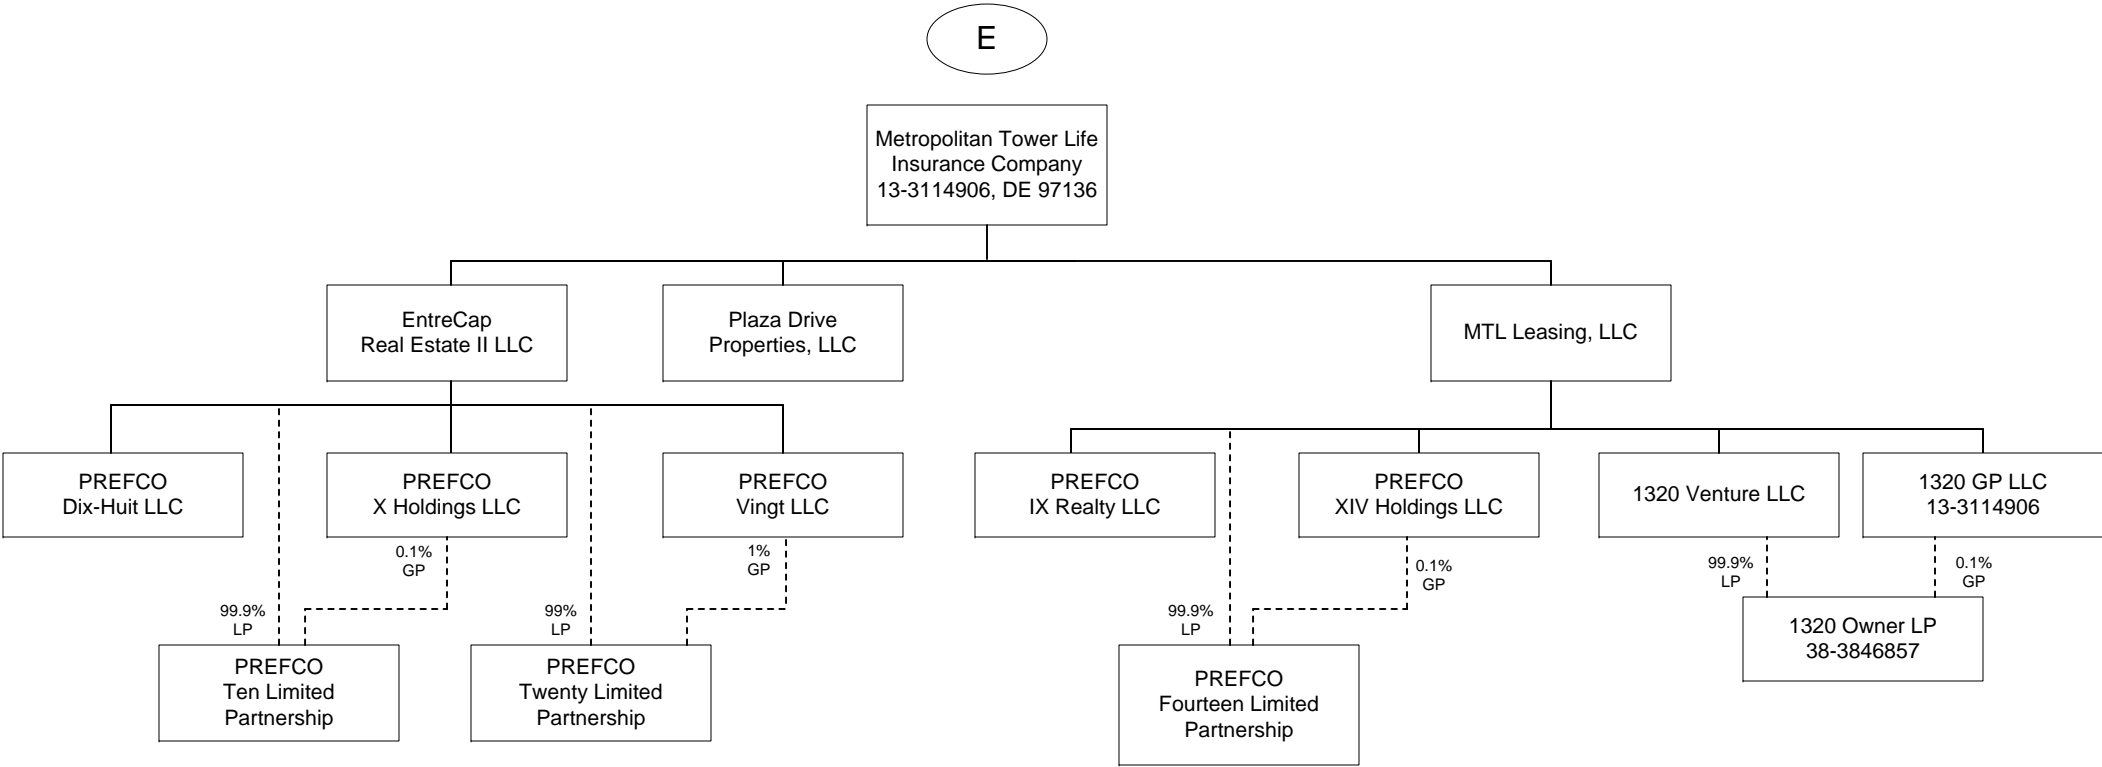 E
Metropolitan Tower Life
Insurance Company
13-3114906, DE 97136
EntreCap
Real Estate II LLC
Plaza Drive
Properties, LLC
MTL Leasing, LLC
PREFCO
Dix-Huit LLC
PREFCO
X Holdings LLC
PREFCO
Vingt LLC
PREFCO
IX Realty LLC
PREFCO
XIV Holdings LLC
1320 Venture LLC
1320 GP LLC
13-3114906
0.1%
GP
1%
GP
0.1%
GP
99.9%
LP
0.1%
GP
99.9%
LP
99%
LP
99.9%
LP
1320 Owner LP
38-3846857
PREFCO
Ten Limited
Partnership
PREFCO
Twenty Limited
Partnership
PREFCO
Fourteen Limited
Partnership